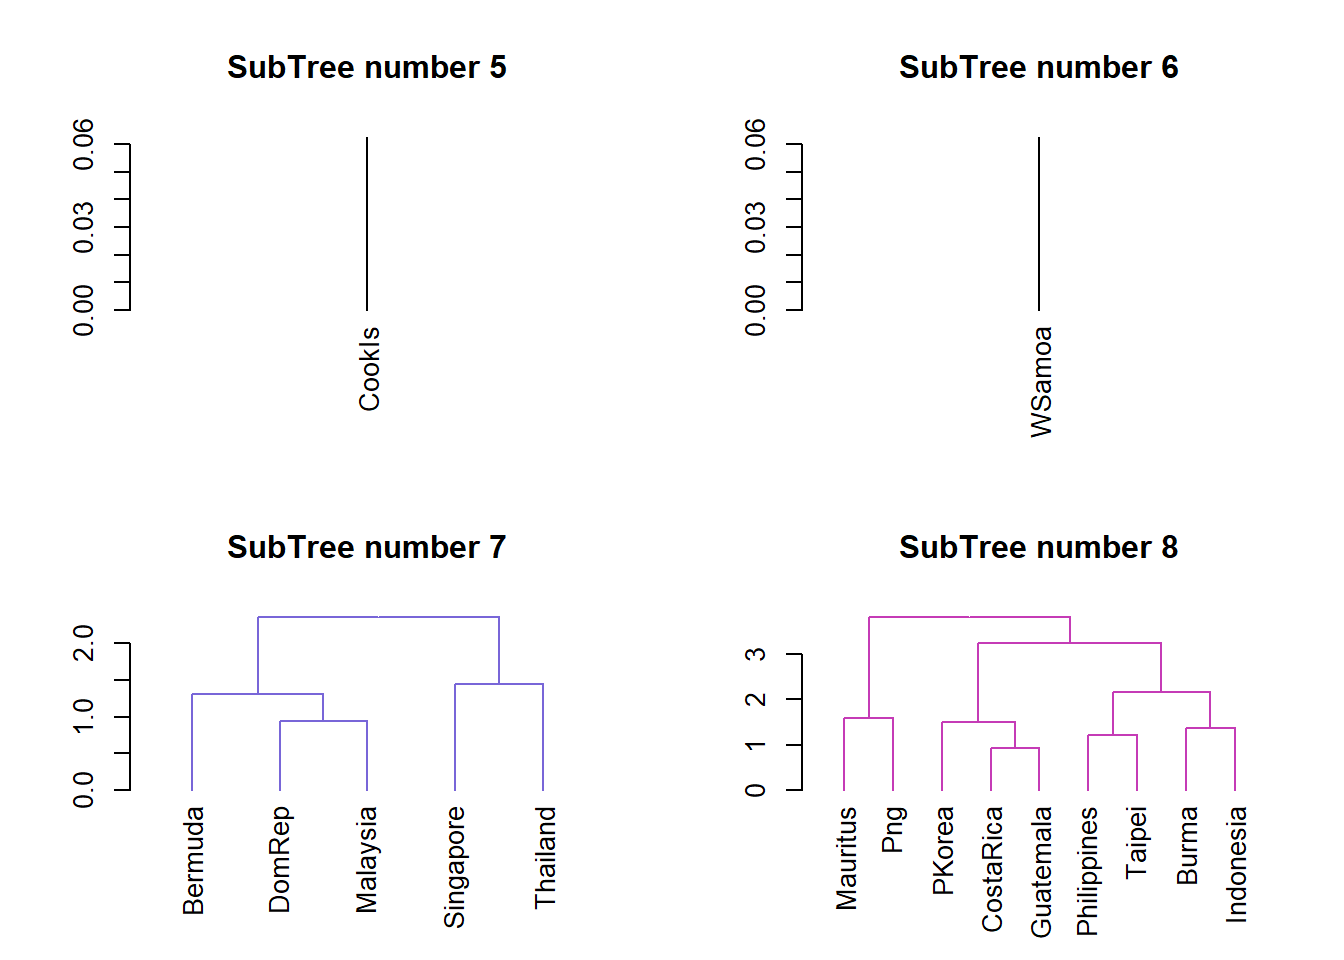 SubTree number 5
0.06
0.03
0.00
CookIs
SubTree number 6
0.06
0.03
0.00
WSamoa
SubTree number 7
2.0
1.0
0.0
Bermuda
DomRep
Malaysia
Singapore
Thailand
SubTree number 8
3
2
1
0
Mauritus
Png
PKorea
CostaRica
Guatemala
Philippines
Taipei
Burma
Indonesia